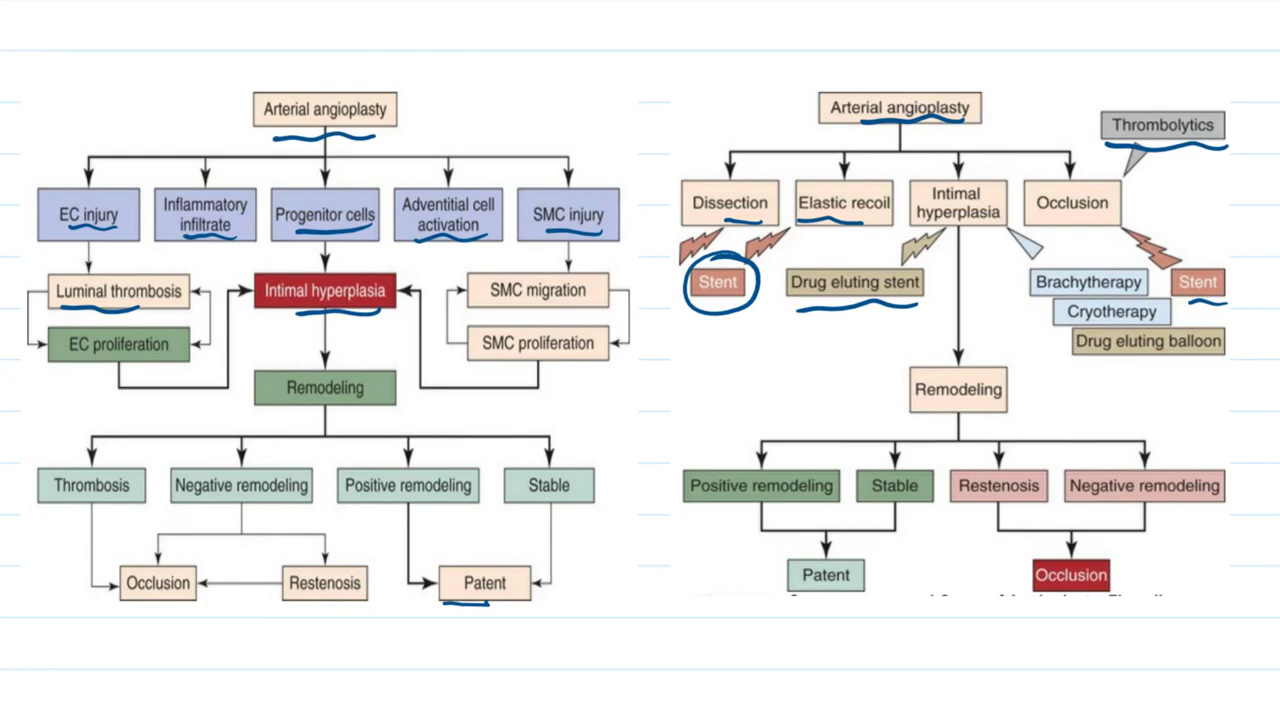 Arterial angioplasty
EC injury
Inflammatory
infiltrate
Progenitor cells
Adventitial cell
activation
SMC injury
Luminal thrombosis
Intimal hyperplasia
SMC migration
EC proliferation
SMC proliferation
Remodeling
Thrombosis
Negative remodeling
Positive remodeling
Stable
Occlusion
Restenosis
Patent
Arterial angioplasty
Thrombolytics
Dissection
Elastic recoil
Intimal
hyperplasia
Occlusion
Stent
Drug eluting stent
Brachytherapy
Stent
Cryotherapy
Drug eluting balloon
Remodeling
Positive remodeling
Stable
Restenosis
Negative remodeling
Patent
Occlusion